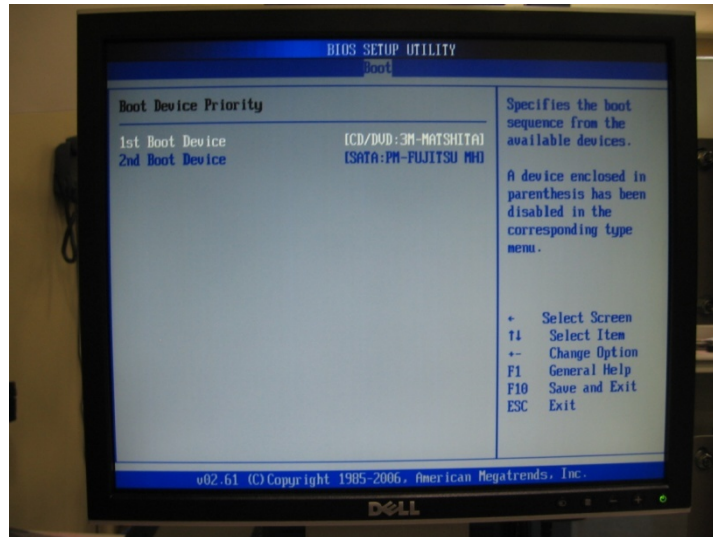 BIOS SETUP UTILITY
Boot
Boot Device Priority
1st Boot Device [CD/DVD:3M-MATSHITA]
2nd Boot Device [SATA:PM-FUJITSU MH]
Specifies the boot
sequence from the
available devices.
A device enclosed in
parenthesis has been
disabled in the
corresponding type
menu.
← Select Screen
↑↓ Select Item
+- Change Option
F1 General Help
F10 Save and Exit
ESC Exit
v02.61 (C)Copyright 1985-2006, American Megatrends, Inc.
DELL